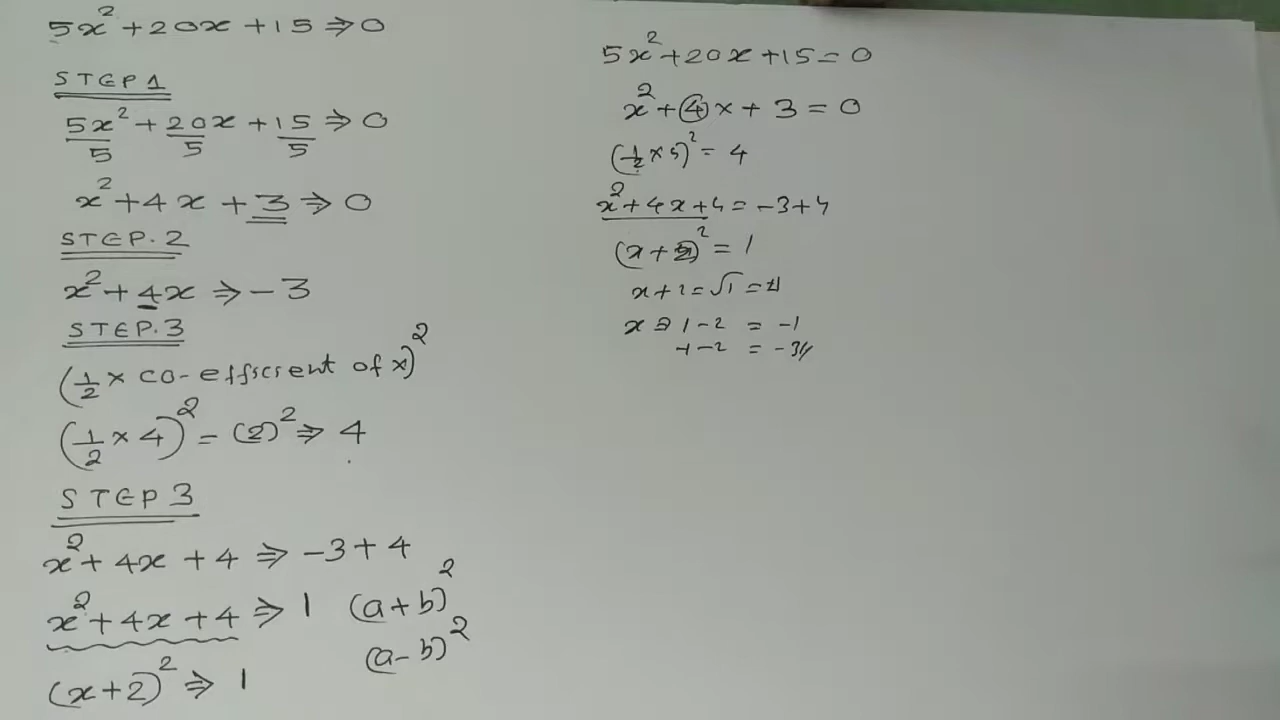 5x² + 20x + 15 ⇒ 0
STEP 1
5x²/5 + 20x/5 + 15/5 ⇒ 0
x² + 4x + 3 ⇒ 0
STEP. 2
x² + 4x ⇒ -3
STEP. 3
(1/2 × co-efficient of x)²
(1/2 × 4)² = (2)² ⇒ 4
STEP 3
x² + 4x + 4 ⇒ -3 + 4
x² + 4x + 4 ⇒ 1 (a + b)²
(a - b)²
(x + 2)² ⇒ 1
5x² + 20x + 15 = 0
x² + 4x + 3 = 0
(1/2 × 4)² = 4
x² + 4x + 4 = -3 + 4
(x + 2)² = 1
x + 2 = √1 = ±1
x ⇒ 1 - 2 = -1
-1 - 2 = -3//